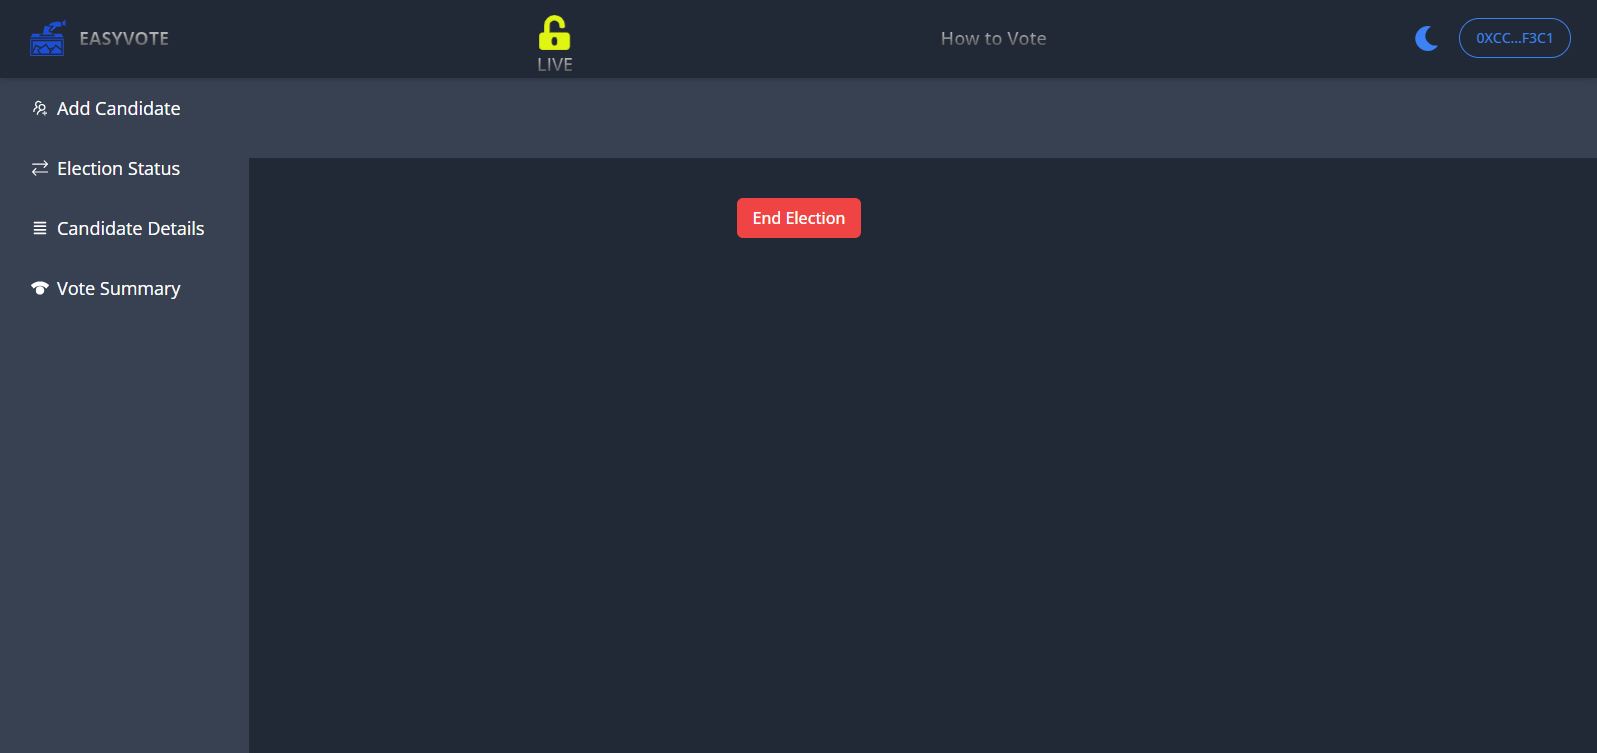 EASYVOTE
LIVE
How to Vote
0XCC...F3C1
Add Candidate
Election Status
Candidate Details
Vote Summary
End Election